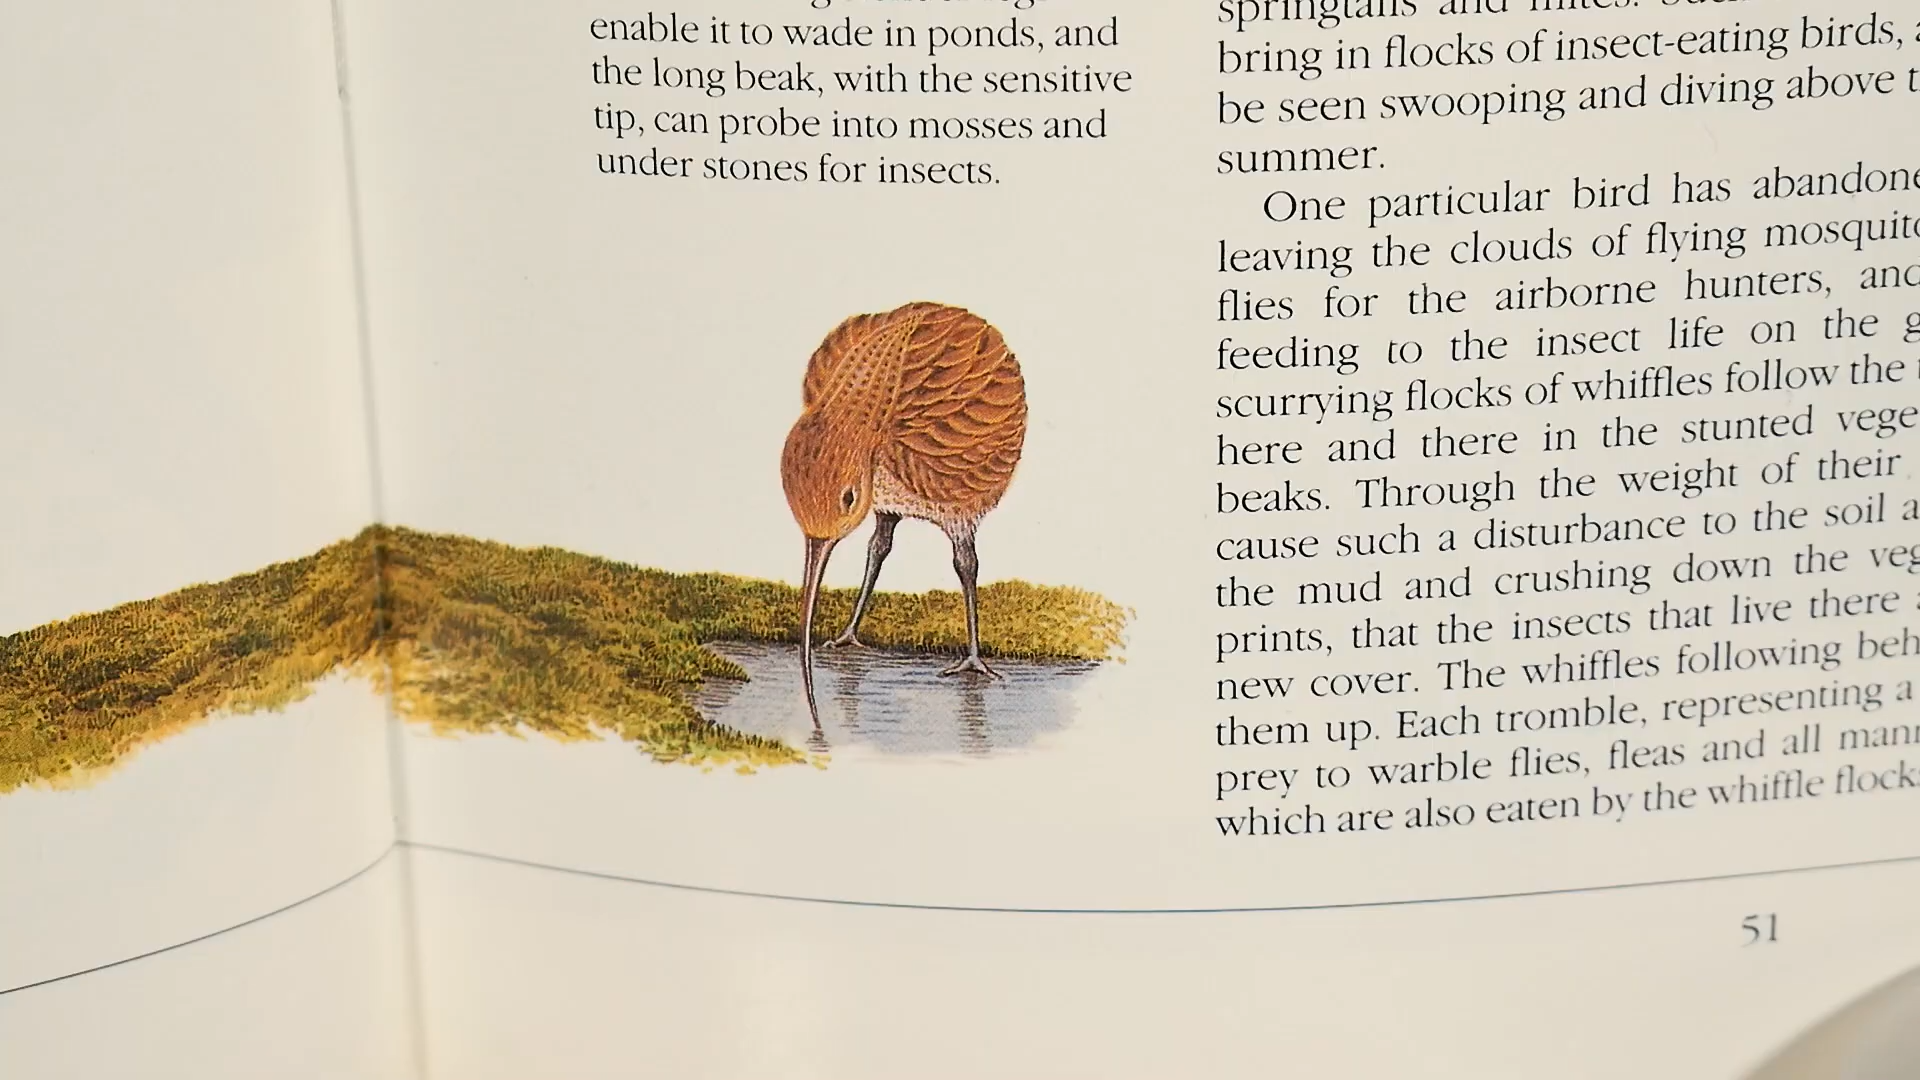 enable it to wade in ponds, and
the long beak, with the sensitive
tip, can probe into mosses and
under stones for insects.
springtails and mites.
bring in flocks of insect-eating birds,
be seen swooping and diving above
summer.
One particular bird has
leaving the clouds of flying
flies for the airborne hunters, and
feeding to the insect life on the
scurrying flocks of whiffles follow the
here and there in the stunted
beaks. Through the weight of their
cause such a disturbance to the soil
the mud and crushing down the
prints, that the insects that live there
new cover. The whiffles following
them up. Each tromble, representing a
prey to warble flies, fleas and all
which are also eaten by the whiffle
51